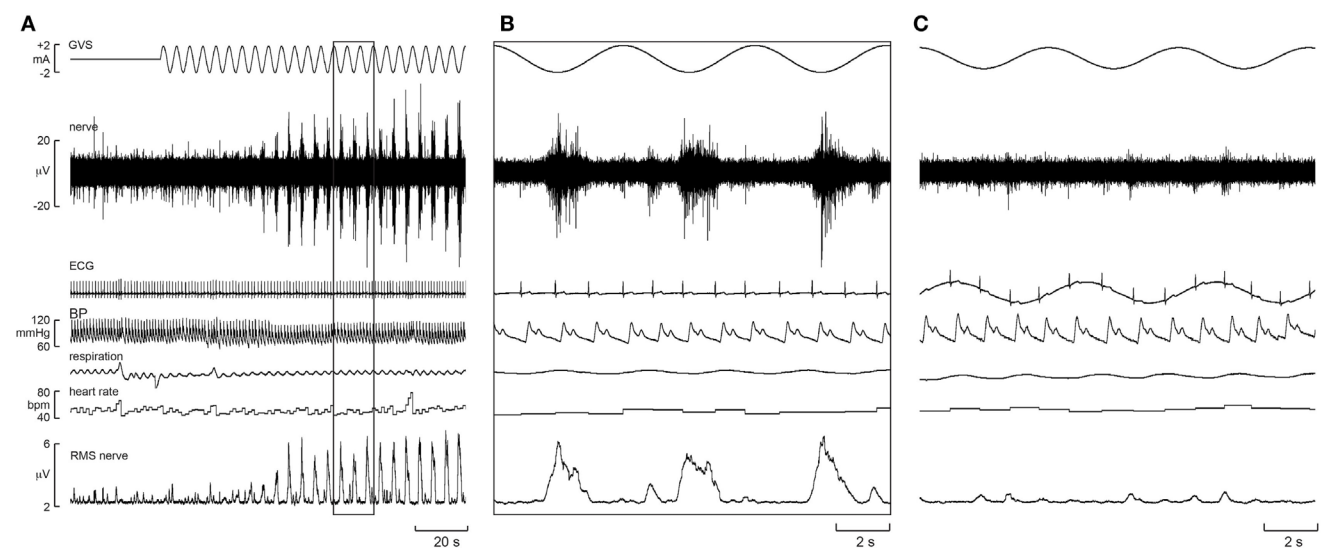 A
B
C
GVS
+2
mA
-2
nerve
20
μV
-20
ECG
BP
120
mmHg
60
respiration
heart rate
80
bpm
40
6
RMS nerve
μV
2
20 s
2 s
2 s